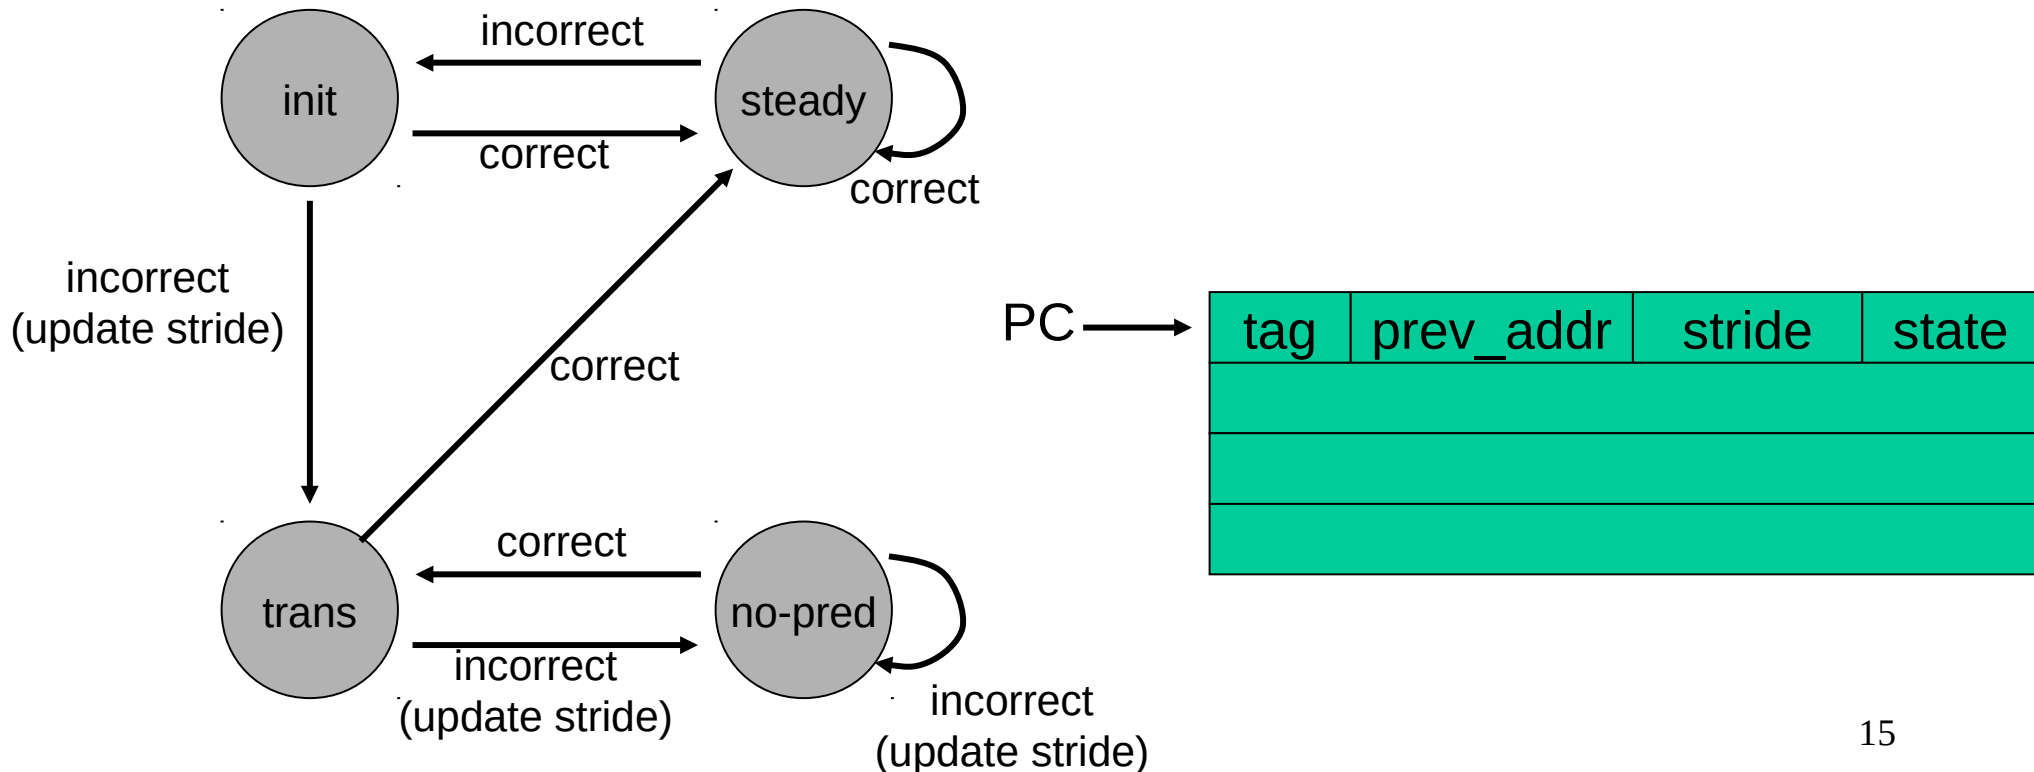 incorrect
init
steady
correct
correct
incorrect
(update stride)
correct
PC
tag prev_addr stride state
correct
trans
no-pred
incorrect
(update stride)
incorrect
(update stride)
15